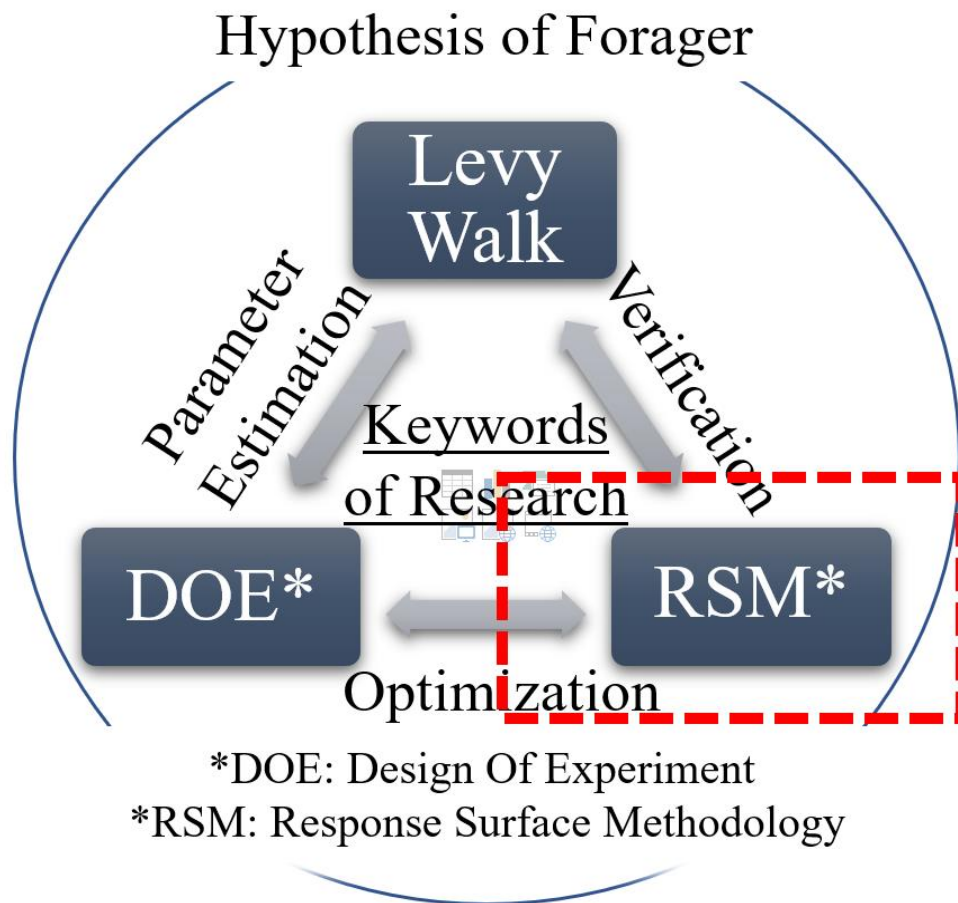 Hypothesis of Forager
Levy
Walk
Parameter
Estimation
Verification
Keywords
of Research
DOE*
RSM*
Optimization
*DOE: Design Of Experiment
*RSM: Response Surface Methodology